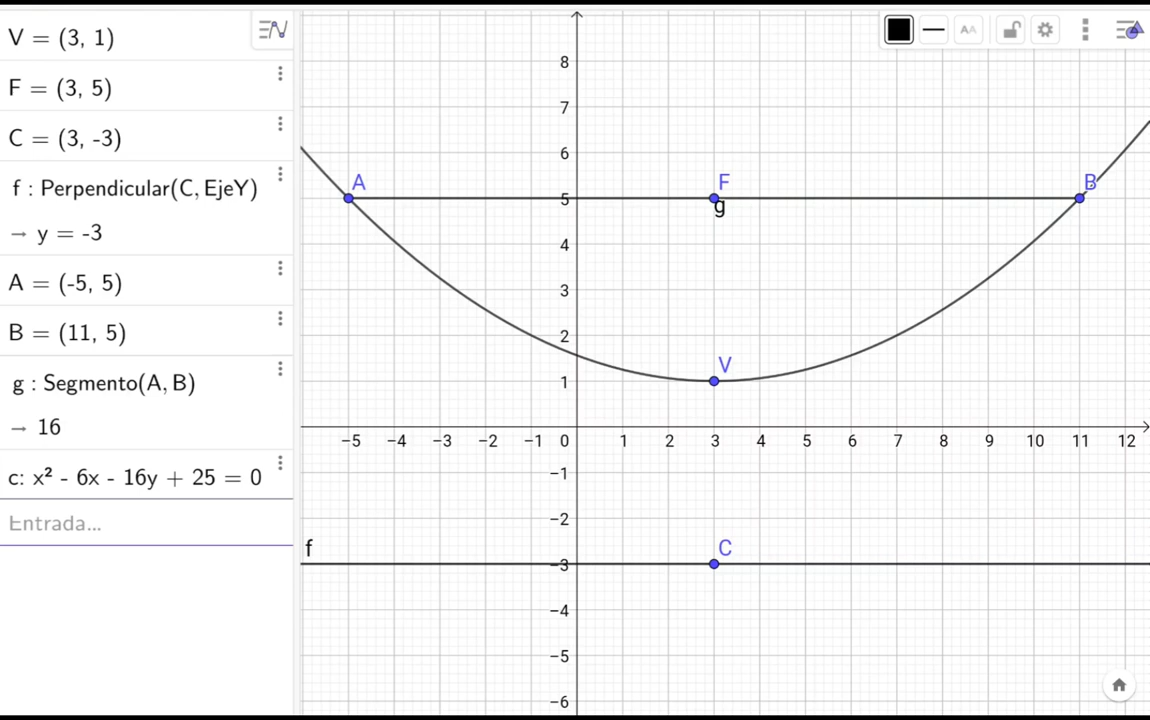 V = (3, 1)
F = (3, 5)
C = (3, -3)
f : Perpendicular(C, EjeY)
→ y = -3
A = (-5, 5)
B = (11, 5)
g : Segmento(A, B)
→ 16
c: x² - 6x - 16y + 25 = 0
Entrada...
AA
8
7
6
A F B
5
g
4
3
2
V
1
−5 −4 −3 −2 −1 0 1 2 3 4 5 6 7 8 9 10 11 12
−1
−2
f C
−3
−4
−5
−6